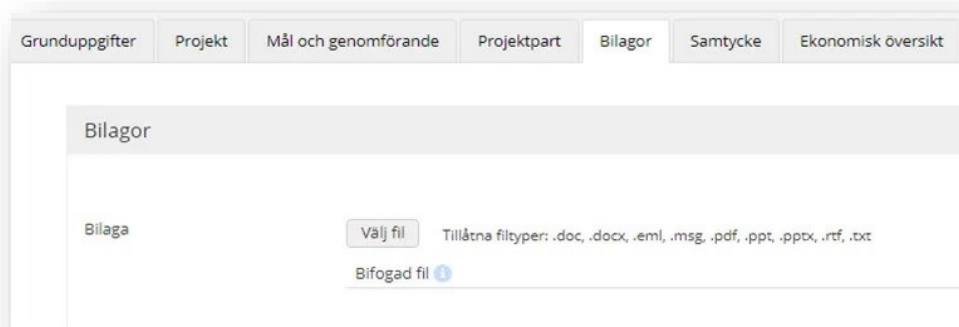 Grunduppgifter Projekt Mål och genomförande Projektpart Bilagor Samtycke Ekonomisk översikt
Bilagor
Bilaga Välj fil Tillåtna filtyper: .doc, .docx, .eml, .msg, .pdf, .ppt, .pptx, .rtf, .txt
Bifogad fil